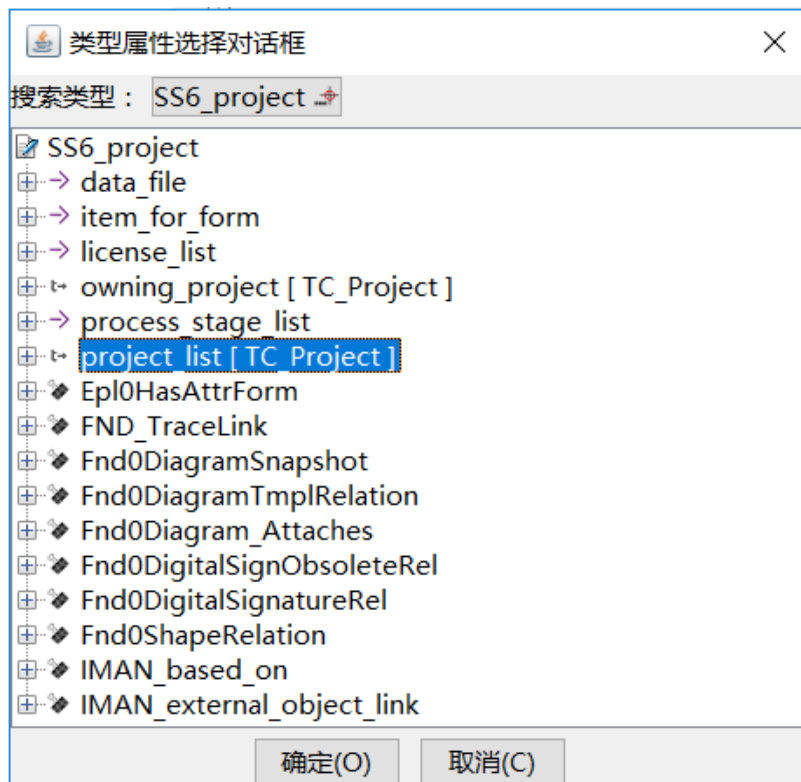 类型属性选择对话框
搜索类型： SS6_project
SS6_project
data_file
item_for_form
license_list
owning_project [ TC_Project ]
process_stage_list
project_list [ TC_Project ]
Epl0HasAttrForm
FND_TraceLink
Fnd0DiagramSnapshot
Fnd0DiagramTmplRelation
Fnd0Diagram_Attaches
Fnd0DigitalSignObsoleteRel
Fnd0DigitalSignatureRel
Fnd0ShapeRelation
IMAN_based_on
IMAN_external_object_link
确定(O) 取消(C)